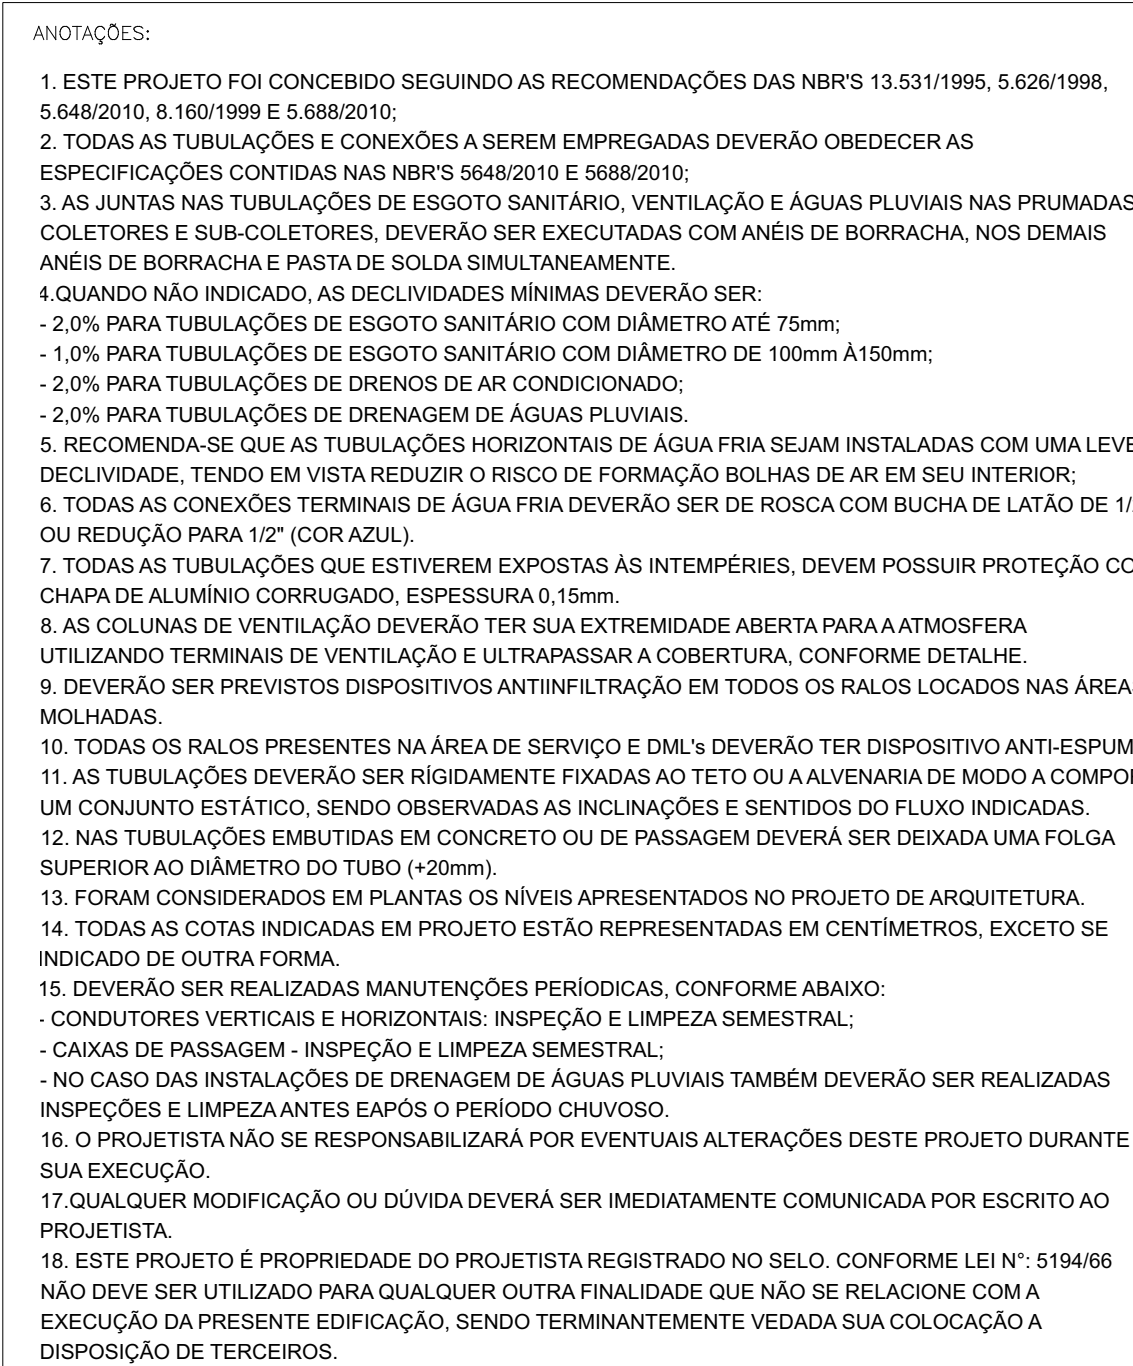 ANOTAÇÕES:
1. ESTE PROJETO FOI CONCEBIDO SEGUINDO AS RECOMENDAÇÕES DAS NBR'S 13.531/1995, 5.626/1998,
5.648/2010, 8.160/1999 E 5.688/2010;
2. TODAS AS TUBULAÇÕES E CONEXÕES A SEREM EMPREGADAS DEVERÃO OBEDECER AS
ESPECIFICAÇÕES CONTIDAS NAS NBR'S 5648/2010 E 5688/2010;
3. AS JUNTAS NAS TUBULAÇÕES DE ESGOTO SANITÁRIO, VENTILAÇÃO E ÁGUAS PLUVIAIS NAS PRUMADAS
COLETORES E SUB-COLETORES, DEVERÃO SER EXECUTADAS COM ANÉIS DE BORRACHA, NOS DEMAIS
ANÉIS DE BORRACHA E PASTA DE SOLDA SIMULTANEAMENTE.
4.QUANDO NÃO INDICADO, AS DECLIVIDADES MÍNIMAS DEVERÃO SER:
- 2,0% PARA TUBULAÇÕES DE ESGOTO SANITÁRIO COM DIÂMETRO ATÉ 75mm;
- 1,0% PARA TUBULAÇÕES DE ESGOTO SANITÁRIO COM DIÂMETRO DE 100mm À150mm;
- 2,0% PARA TUBULAÇÕES DE DRENOS DE AR CONDICIONADO;
- 2,0% PARA TUBULAÇÕES DE DRENAGEM DE ÁGUAS PLUVIAIS.
5. RECOMENDA-SE QUE AS TUBULAÇÕES HORIZONTAIS DE ÁGUA FRIA SEJAM INSTALADAS COM UMA LEVE
DECLIVIDADE, TENDO EM VISTA REDUZIR O RISCO DE FORMAÇÃO BOLHAS DE AR EM SEU INTERIOR;
6. TODAS AS CONEXÕES TERMINAIS DE ÁGUA FRIA DEVERÃO SER DE ROSCA COM BUCHA DE LATÃO DE
OU REDUÇÃO PARA 1/2" (COR AZUL).
7. TODAS AS TUBULAÇÕES QUE ESTIVEREM EXPOSTAS ÀS INTEMPÉRIES, DEVEM POSSUIR PROTEÇÃO
CHAPA DE ALUMÍNIO CORRUGADO, ESPESSURA 0,15mm.
8. AS COLUNAS DE VENTILAÇÃO DEVERÃO TER SUA EXTREMIDADE ABERTA PARA A ATMOSFERA
UTILIZANDO TERMINAIS DE VENTILAÇÃO E ULTRAPASSAR A COBERTURA, CONFORME DETALHE.
9. DEVERÃO SER PREVISTOS DISPOSITIVOS ANTIINFILTRAÇÃO EM TODOS OS RALOS LOCADOS NAS
MOLHADAS.
10. TODAS OS RALOS PRESENTES NA ÁREA DE SERVIÇO E DML's DEVERÃO TER DISPOSITIVO
11. AS TUBULAÇÕES DEVERÃO SER RÍGIDAMENTE FIXADAS AO TETO OU A ALVENARIA DE MODO A
UM CONJUNTO ESTÁTICO, SENDO OBSERVADAS AS INCLINAÇÕES E SENTIDOS DO FLUXO INDICADAS.
12. NAS TUBULAÇÕES EMBUTIDAS EM CONCRETO OU DE PASSAGEM DEVERÁ SER DEIXADA UMA FOLGA
SUPERIOR AO DIÂMETRO DO TUBO (+20mm).
13. FORAM CONSIDERADOS EM PLANTAS OS NÍVEIS APRESENTADOS NO PROJETO DE ARQUITETURA.
14. TODAS AS COTAS INDICADAS EM PROJETO ESTÃO REPRESENTADAS EM CENTÍMETROS, EXCETO SE
INDICADO DE OUTRA FORMA.
15. DEVERÃO SER REALIZADAS MANUTENÇÕES PERÍODICAS, CONFORME ABAIXO:
- CONDUTORES VERTICAIS E HORIZONTAIS: INSPEÇÃO E LIMPEZA SEMESTRAL;
- CAIXAS DE PASSAGEM - INSPEÇÃO E LIMPEZA SEMESTRAL;
- NO CASO DAS INSTALAÇÕES DE DRENAGEM DE ÁGUAS PLUVIAIS TAMBÉM DEVERÃO SER REALIZADAS
INSPEÇÕES E LIMPEZA ANTES EAPÓS O PERÍODO CHUVOSO.
16. O PROJETISTA NÃO SE RESPONSABILIZARÁ POR EVENTUAIS ALTERAÇÕES DESTE PROJETO DURANTE
SUA EXECUÇÃO.
17.QUALQUER MODIFICAÇÃO OU DÚVIDA DEVERÁ SER IMEDIATAMENTE COMUNICADA POR ESCRITO AO
PROJETISTA.
18. ESTE PROJETO É PROPRIEDADE DO PROJETISTA REGISTRADO NO SELO. CONFORME LEI N°: 5194/66
NÃO DEVE SER UTILIZADO PARA QUALQUER OUTRA FINALIDADE QUE NÃO SE RELACIONE COM A
EXECUÇÃO DA PRESENTE EDIFICAÇÃO, SENDO TERMINANTEMENTE VEDADA SUA COLOCAÇÃO A
DISPOSIÇÃO DE TERCEIROS.